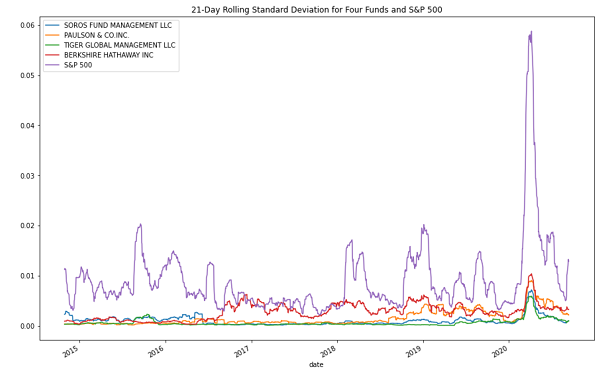 21-Day Rolling Standard Deviation for Four Funds and S&P 500
SOROS FUND MANAGEMENT LLC
PAULSON & CO.INC.
TIGER GLOBAL MANAGEMENT LLC
BERKSHIRE HATHAWAY INC
S&P 500
0.06
0.05
0.04
0.03
0.02
0.01
0.00
2015
2016
2017
2018
2019
2020
date